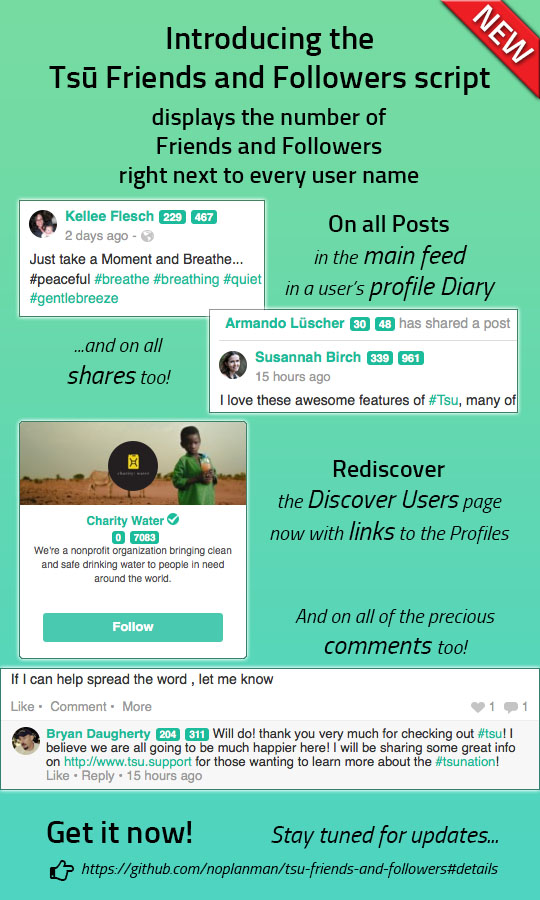 NEW
Introducing the
Tsū Friends and Followers script
displays the number of
Friends and Followers
right next to every user name
Kellee Flesch 229 467
2 days ago -
Just take a Moment and Breathe...
#peaceful #breathe #breathing #quiet
#gentlebreeze
On all Posts
in the main feed
in a user's profile Diary
Armando Lüscher 30 48 has shared a post
Susannah Birch 339 961
15 hours ago
I love these awesome features of #Tsu, many of
...and on all
shares too!
charity: water
Charity Water
0 7083
We're a nonprofit organization bringing clean
and safe drinking water to people in need
around the world.
Follow
Rediscover
the Discover Users page
now with links to the Profiles
And on all of the precious
comments too!
If I can help spread the word , let me know
Like • Comment • More 1 1
Bryan Daugherty 204 311 Will do! thank you very much for checking out #tsu! I
believe we are all going to be much happier here! I will be sharing some great info
on http://www.tsu.support for those wanting to learn more about the #tsunation!
Like • Reply • 15 hours ago
Get it now!
Stay tuned for updates...
https://github.com/noplanman/tsu-friends-and-followers#details